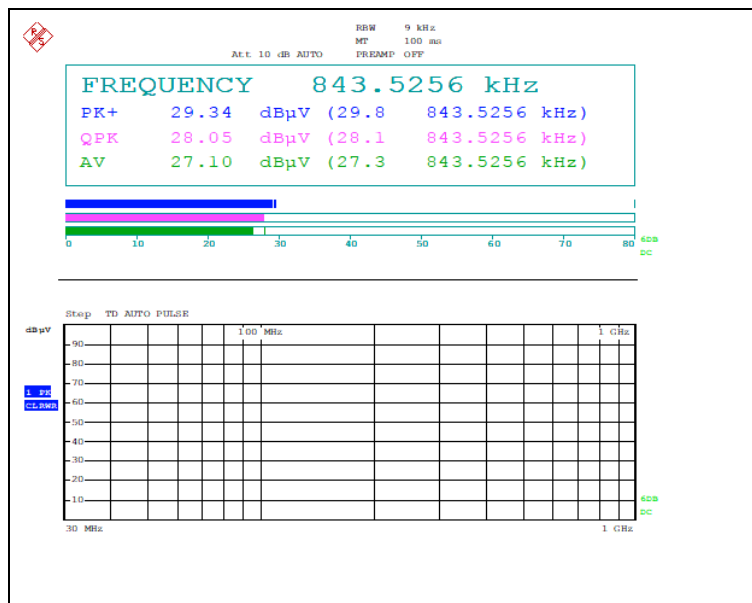 RBW 9 kHz
MT 100 ms
Att 10 dB AUTO PREAMP OFF
FREQUENCY 843.5256 kHz
PK+ 29.34 dBµV (29.8 843.5256 kHz)
QPK 28.05 dBµV (28.1 843.5256 kHz)
AV 27.10 dBµV (27.3 843.5256 kHz)
0 10 20 30 40 50 60 70 80
6DB
DC
Step TD AUTO PULSE
dBµV
100 MHz 1 GHz
90
80
70
1 PK
CLRWR
60
50
40
30
20
10
6DB
DC
30 MHz 1 GHz